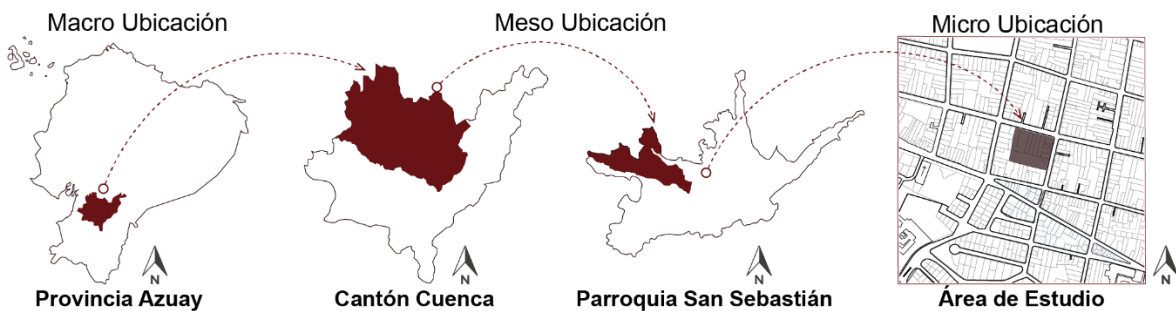 Macro Ubicación
Meso Ubicación
Micro Ubicación
N
N
N
N
Provincia Azuay
Cantón Cuenca
Parroquia San Sebastián
Área de Estudio